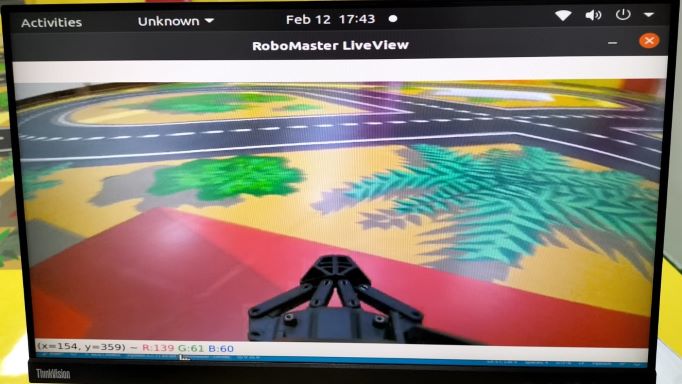 Activities Unknown Feb 12 17:43
RoboMaster LiveView
(x=154, y=359) ~ R:139 G:61 B:60
ThinkVision